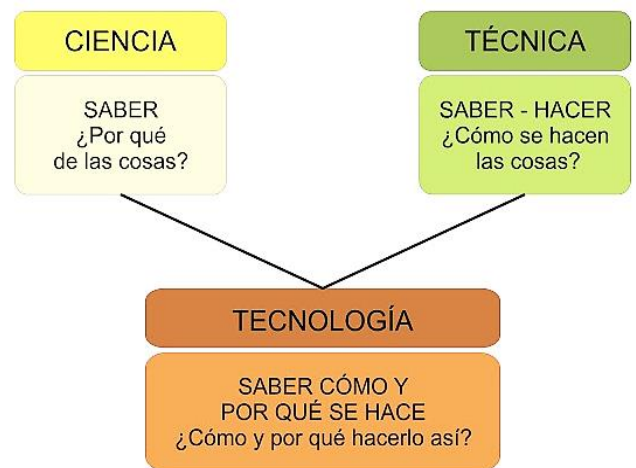 CIENCIA
SABER
¿Por qué
de las cosas?
TÉCNICA
SABER - HACER
¿Cómo se hacen
las cosas?
TECNOLOGÍA
SABER CÓMO Y
POR QUÉ SE HACE
¿Cómo y por qué hacerlo así?